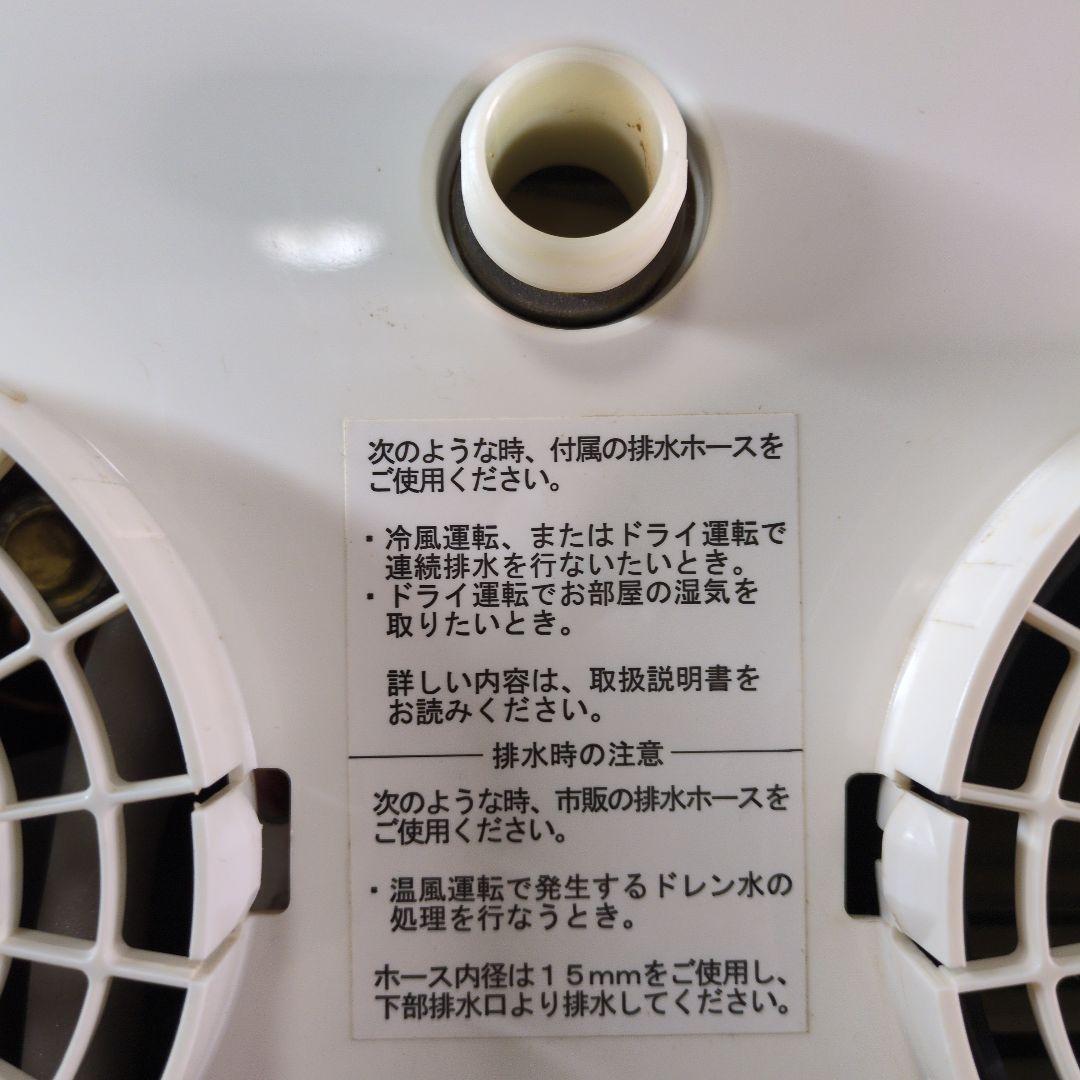 次のような時、付属の排水ホースを
ご使用ください。
・冷風運転、またはドライ運転で
連続排水を行ないたいとき。
・ドライ運転でお部屋の湿気を
取りたいとき。
詳しい内容は、取扱説明書を
お読みください。
排水時の注意
次のような時、市販の排水ホースを
ご使用ください。
・温風運転で発生するドレン水の
処理を行なうとき。
ホース内径は１５ｍｍをご使用し、
下部排水口より排水してください。